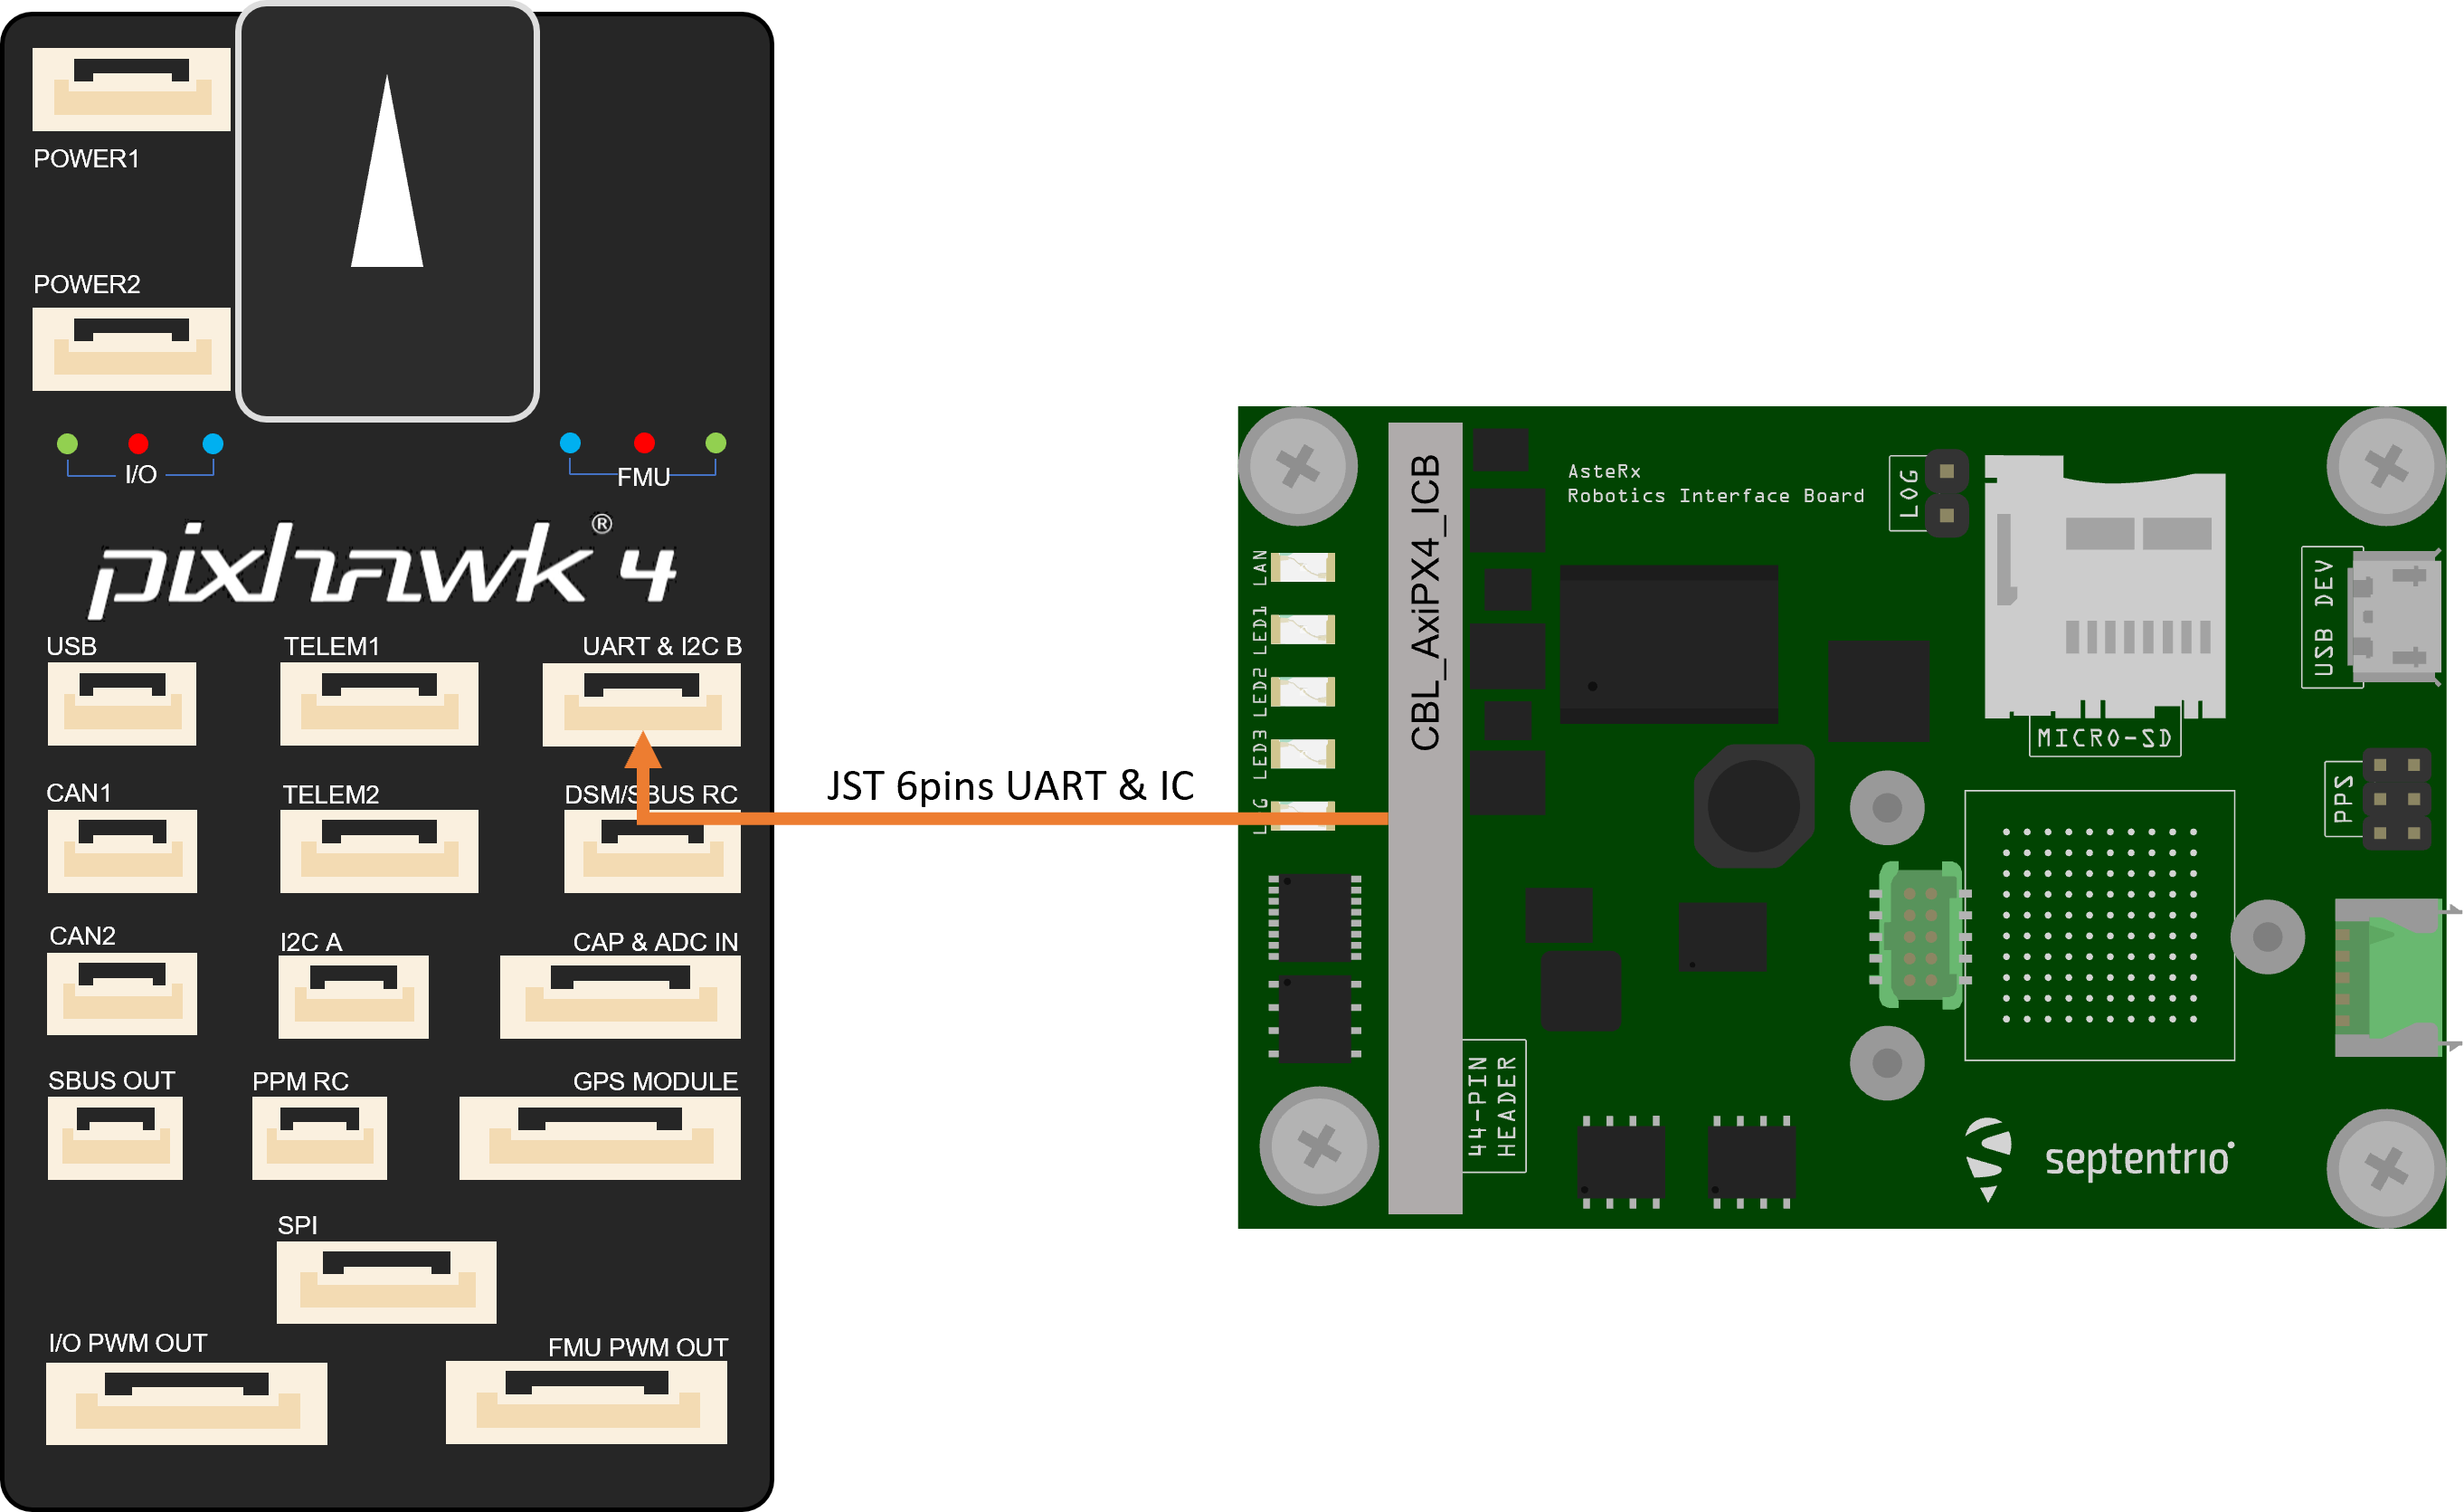 POWER1
POWER2
I/O
FMU
pixhawk 4®
USB
TELEM1
UART & I2C B
CAN1
TELEM2
DSM/SBUS RC
CAN2
I2C A
CAP & ADC IN
SBUS OUT
PPM RC
GPS MODULE
SPI
I/O PWM OUT
FMU PWM OUT
JST 6pins UART & IC
LAN
LED1
LED2
LED3
CBL_AxiPX4_ICB
AsteRx
Robotics Interface Board
LOG
USB DEV
MICRO-SD
PPS
44-PIN
HEADER
septentrio